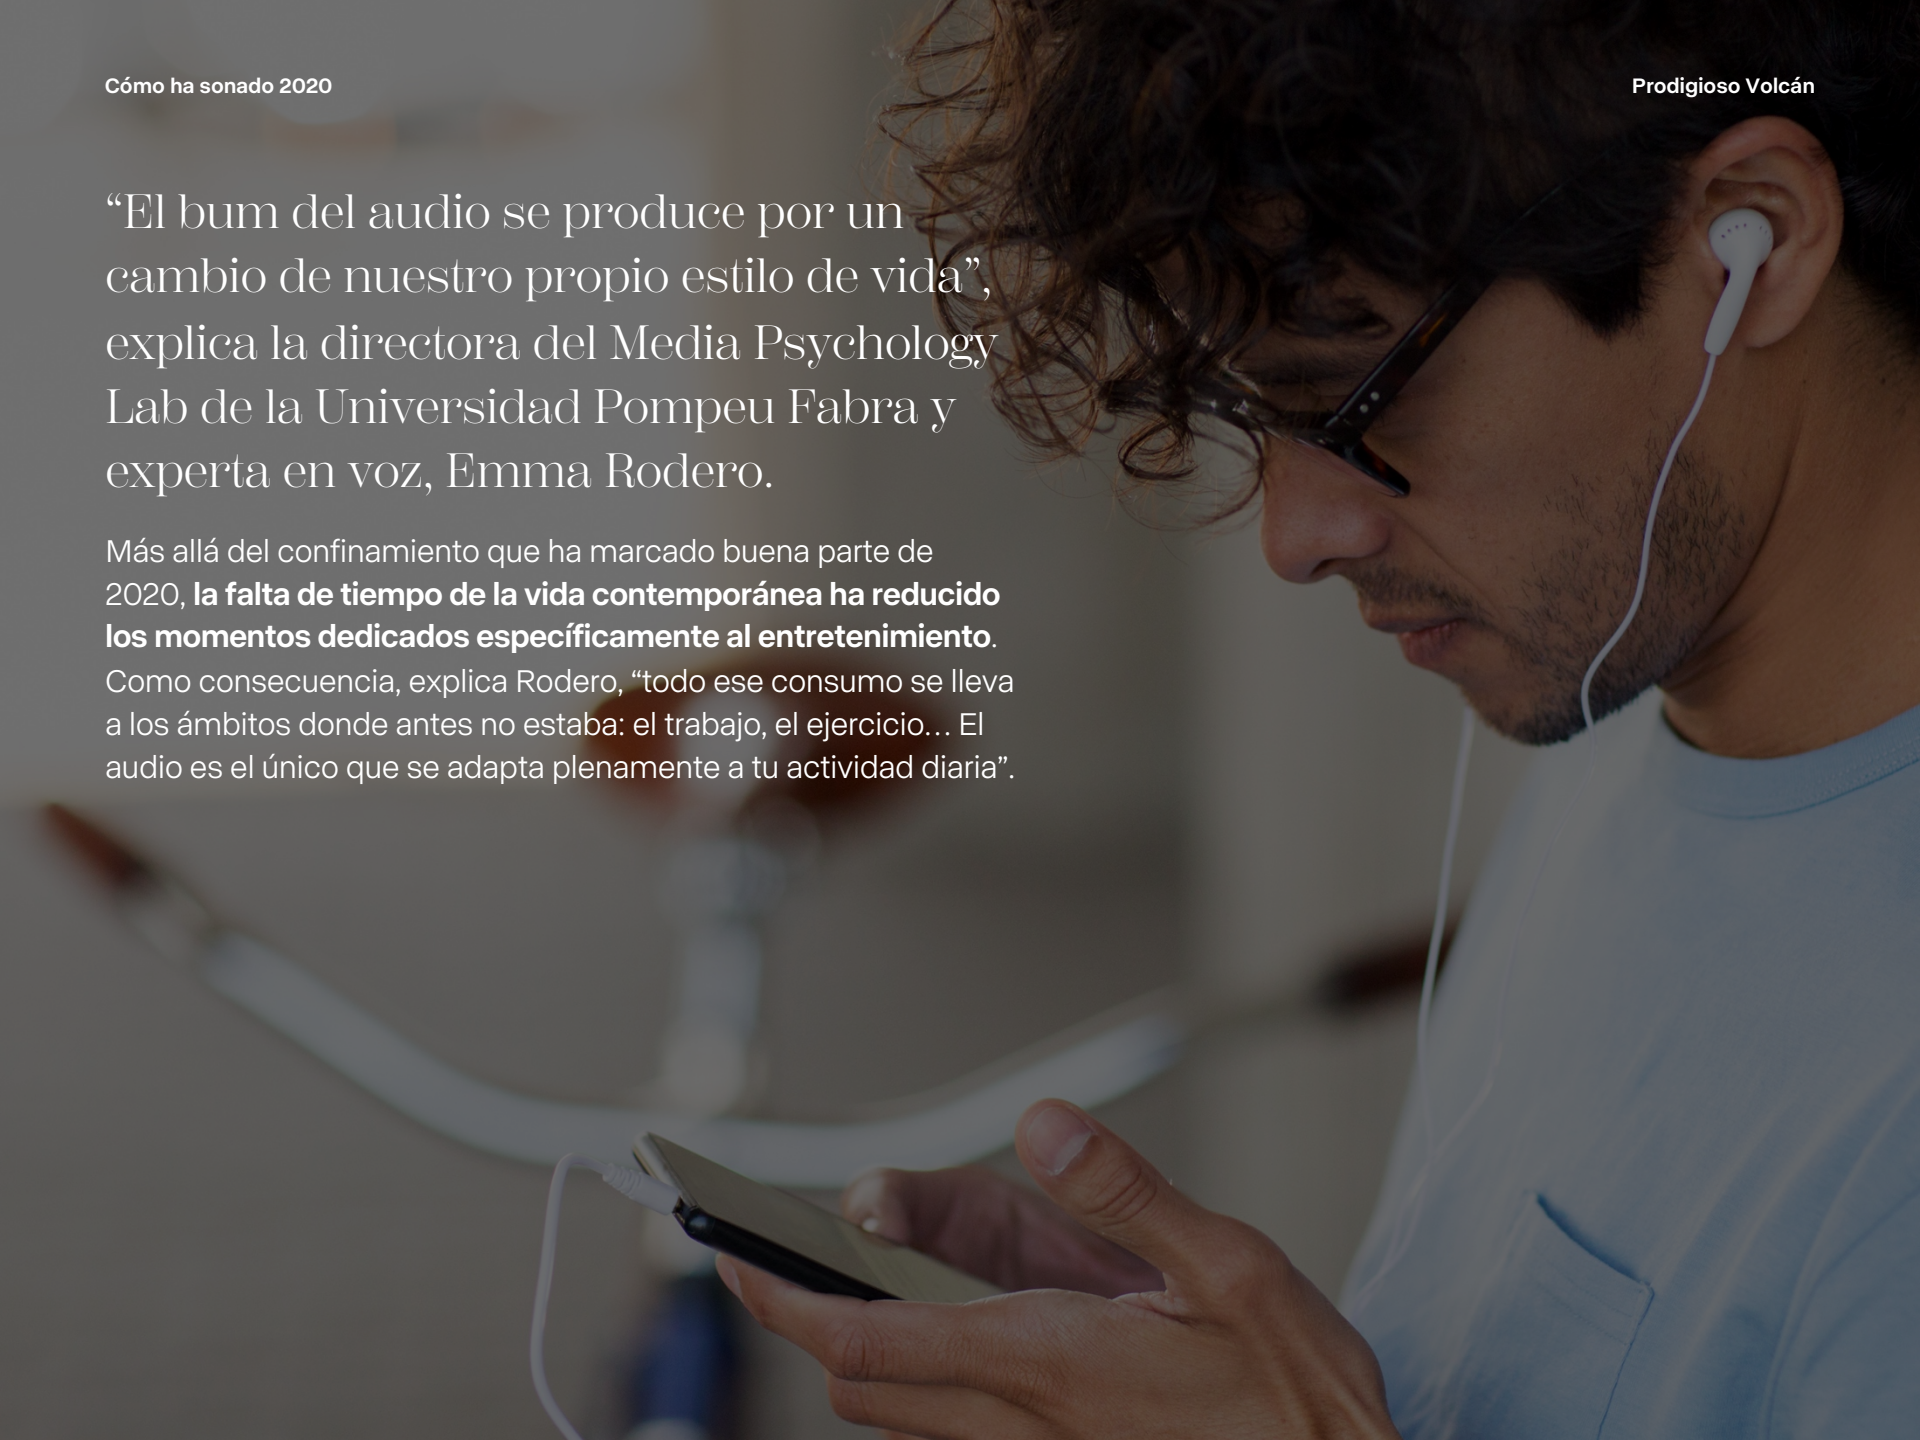 Cómo ha sonado 2020
Prodigioso Volcán
“El bum del audio se produce por un
cambio de nuestro propio estilo de vida”,
explica la directora del Media Psychology
Lab de la Universidad Pompeu Fabra y
experta en voz, Emma Rodero.
Más allá del confinamiento que ha marcado buena parte de
2020, la falta de tiempo de la vida contemporánea ha reducido
los momentos dedicados específicamente al entretenimiento.
Como consecuencia, explica Rodero, “todo ese consumo se lleva
a los ámbitos donde antes no estaba: el trabajo, el ejercicio… El
audio es el único que se adapta plenamente a tu actividad diaria”.